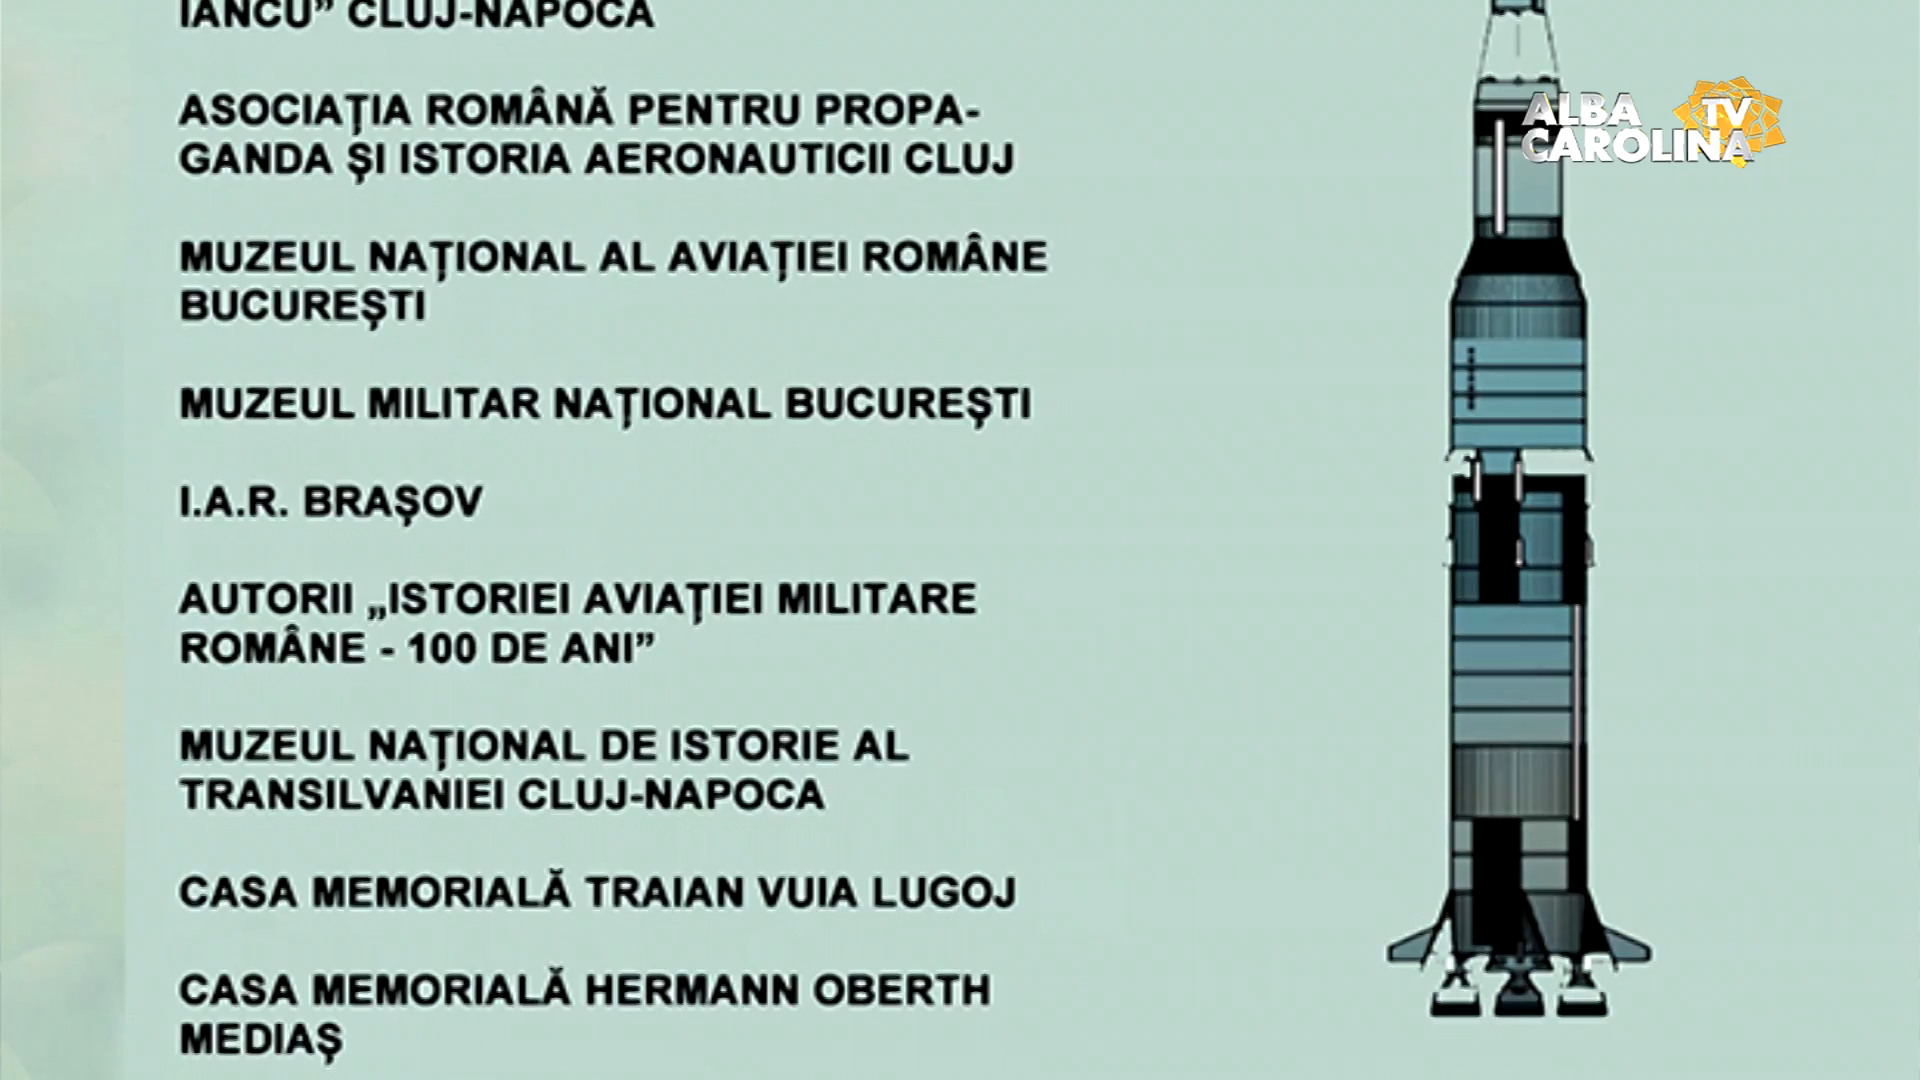 IANCU” CLUJ-NAPOCA
ASOCIAȚIA ROMÂNĂ PENTRU PROPA-
GANDA ȘI ISTORIA AERONAUTICII CLUJ
MUZEUL NAȚIONAL AL AVIAȚIEI ROMÂNE
BUCUREȘTI
MUZEUL MILITAR NAȚIONAL BUCUREȘTI
I.A.R. BRAȘOV
AUTORII „ISTORIEI AVIAȚIEI MILITARE
ROMÂNE - 100 DE ANI”
MUZEUL NAȚIONAL DE ISTORIE AL
TRANSILVANIEI CLUJ-NAPOCA
CASA MEMORIALĂ TRAIAN VUIA LUGOJ
CASA MEMORIALĂ HERMANN OBERTH
MEDIAȘ
ALBA TV
CAROLINA